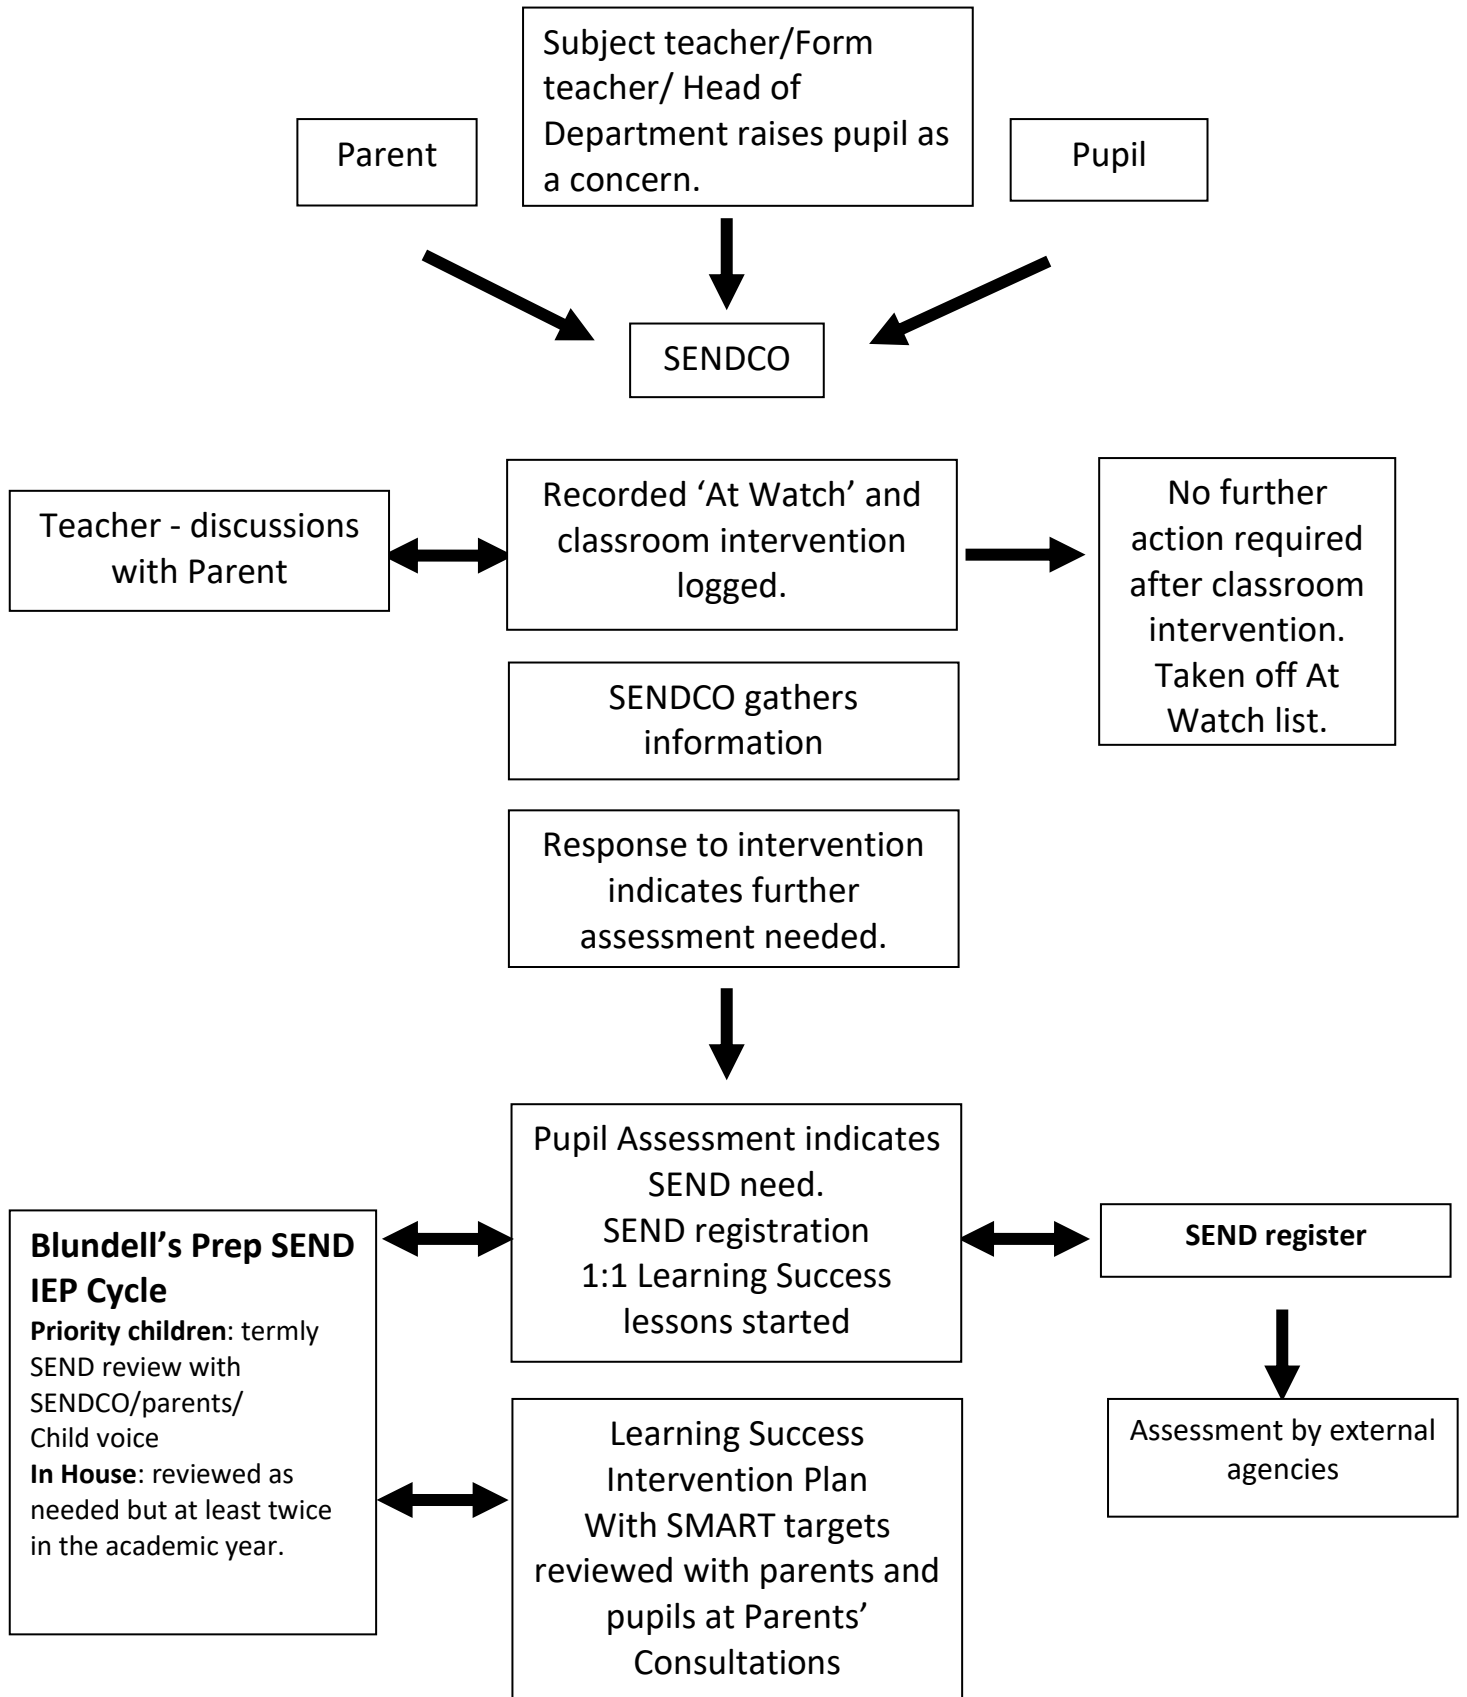 Subject teacher/Form
teacher/ Head of
Department raises pupil as
a concern.
Parent
Pupil
SENDCO
Teacher - discussions
with Parent
Recorded ‘At Watch’ and
classroom intervention
logged.
No further
action required
after classroom
intervention.
Taken off At
Watch list.
SENDCO gathers
information
Response to intervention
indicates further
assessment needed.
Pupil Assessment indicates
SEND need.
SEND registration
1:1 Learning Success
lessons started
Blundell’s Prep SEND
IEP Cycle
Priority children: termly
SEND review with
SENDCO/parents/
Child voice
In House: reviewed as
needed but at least twice
in the academic year.
SEND register
Assessment by external
agencies
Learning Success
Intervention Plan
With SMART targets
reviewed with parents and
pupils at Parents’
Consultations